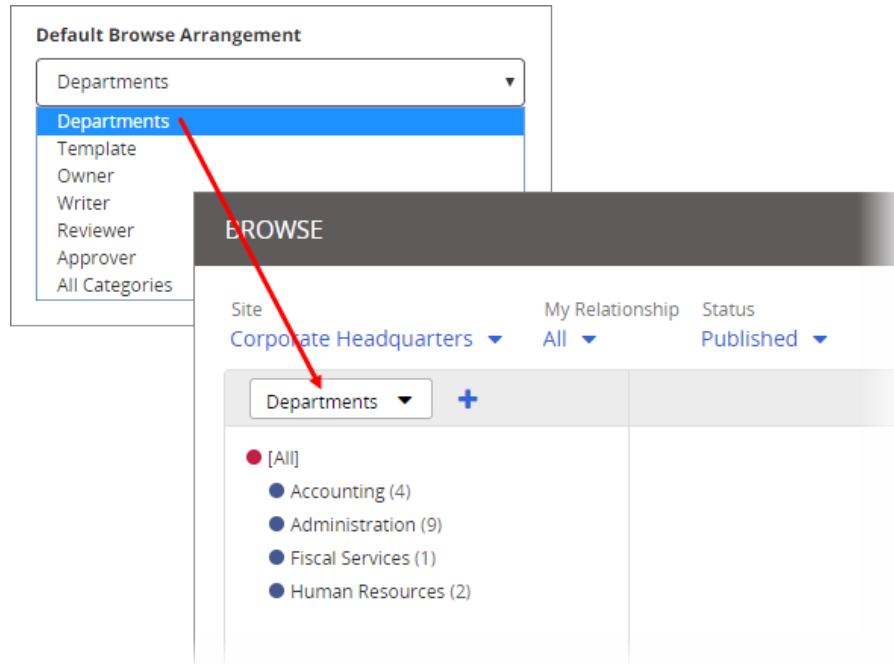 Default Browse Arrangement
Departments
Departments
Template
Owner
Writer
Reviewer
Approver
All Categories
BROWSE
Site My Relationship Status
Corporate Headquarters All Published
Departments
[All]
Accounting (4)
Administration (9)
Fiscal Services (1)
Human Resources (2)